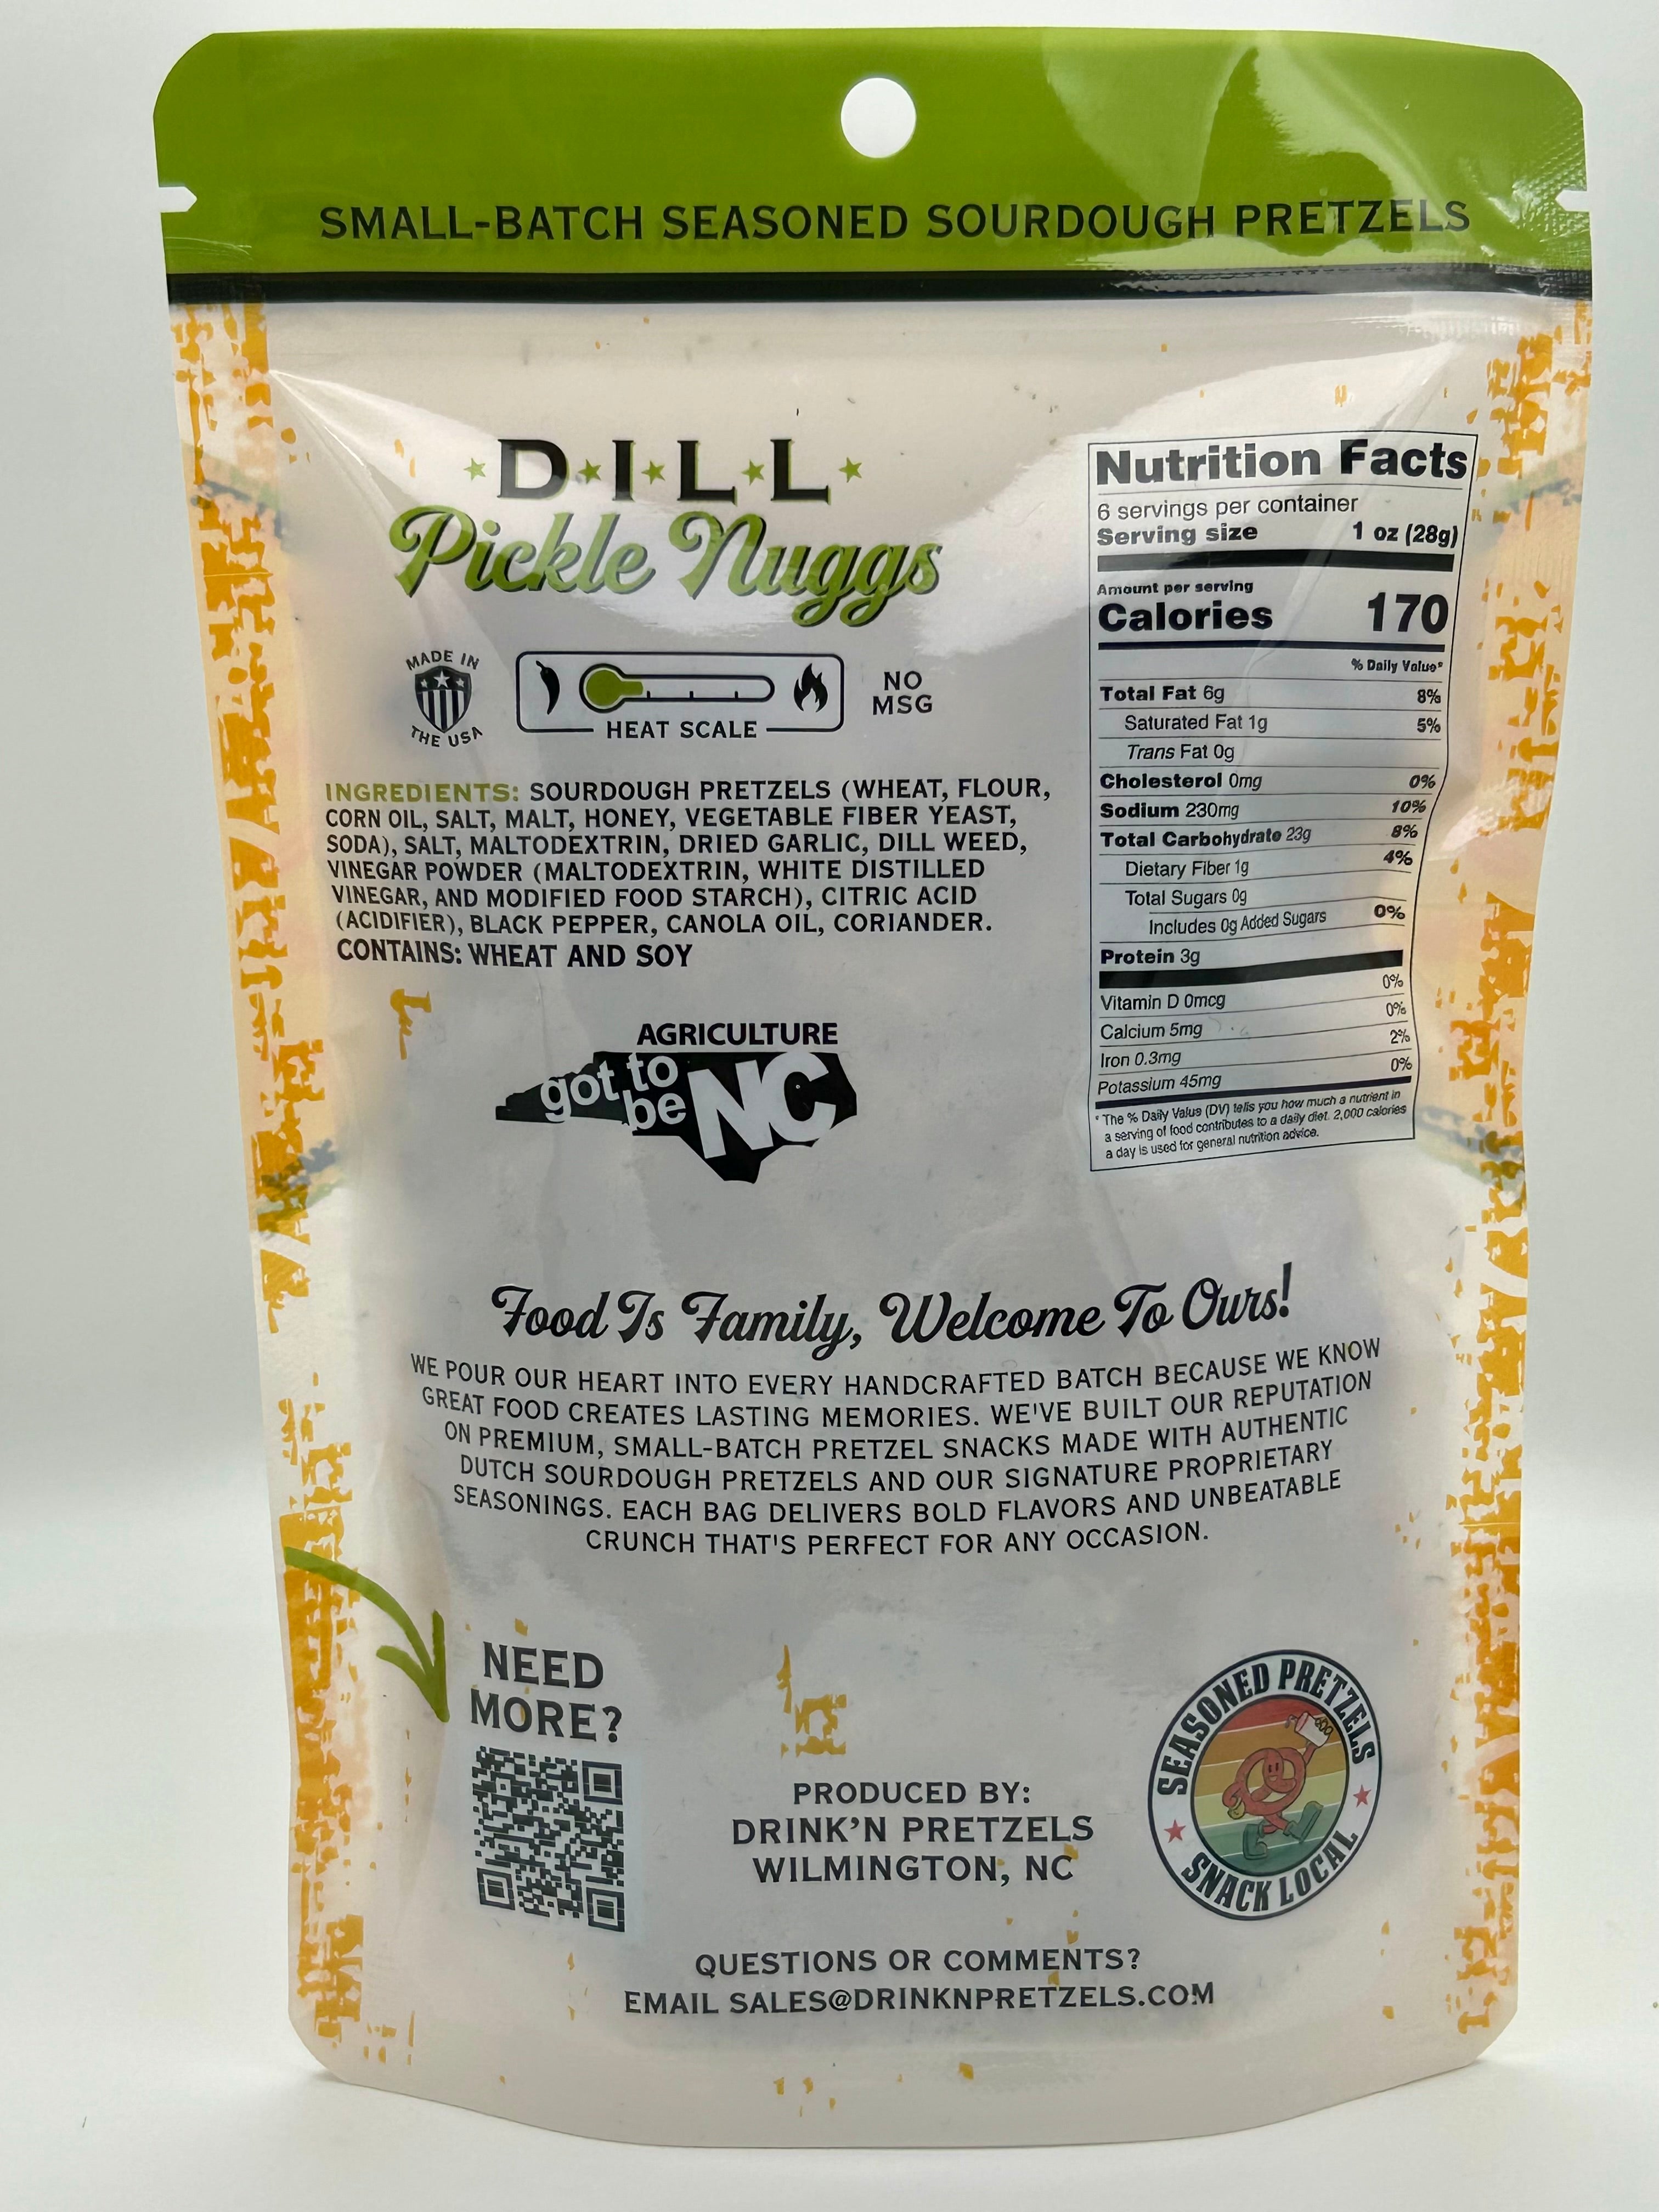 SMALL-BATCH SEASONED SOURDOUGH PRETZELS
D·I·L·L
Pickle Nuggs
MADE IN
THE USA
HEAT SCALE
NO
MSG
INGREDIENTS: SOURDOUGH PRETZELS (WHEAT, FLOUR,
CORN OIL, SALT, MALT, HONEY, VEGETABLE FIBER YEAST,
SODA), SALT, MALTODEXTRIN, DRIED GARLIC, DILL WEED,
VINEGAR POWDER (MALTODEXTRIN, WHITE DISTILLED
VINEGAR, AND MODIFIED FOOD STARCH), CITRIC ACID
(ACIDIFIER), BLACK PEPPER, CANOLA OIL, CORIANDER.
CONTAINS: WHEAT AND SOY
AGRICULTURE
got to
be NC
Nutrition Facts
6 servings per container
Serving size 1 oz (28g)
Amount per serving
Calories 170
% Daily Value*
Total Fat 6g 8%
Saturated Fat 1g 5%
Trans Fat 0g
Cholesterol 0mg 0%
Sodium 230mg 10%
Total Carbohydrate 23g 8%
Dietary Fiber 1g 4%
Total Sugars 0g
Includes 0g Added Sugars 0%
Protein 3g
Vitamin D 0mcg 0%
Calcium 5mg 0%
Iron 0.3mg 2%
Potassium 45mg 0%
* The % Daily Value (DV) tells you how much a nutrient in
a serving of food contributes to a daily diet. 2,000 calories
a day is used for general nutrition advice.
Food Is Family, Welcome To Ours!
WE POUR OUR HEART INTO EVERY HANDCRAFTED BATCH BECAUSE WE KNOW
GREAT FOOD CREATES LASTING MEMORIES. WE'VE BUILT OUR REPUTATION
ON PREMIUM, SMALL-BATCH PRETZEL SNACKS MADE WITH AUTHENTIC
DUTCH SOURDOUGH PRETZELS AND OUR SIGNATURE PROPRIETARY
SEASONINGS. EACH BAG DELIVERS BOLD FLAVORS AND UNBEATABLE
CRUNCH THAT'S PERFECT FOR ANY OCCASION.
NEED
MORE?
PRODUCED BY:
DRINK'N PRETZELS
WILMINGTON, NC
SEASONED PRETZELS
SNACK LOCAL
QUESTIONS OR COMMENTS?
EMAIL SALES@DRINKNPRETZELS.COM